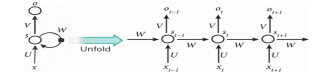 o o_{t-1} o_t o_{t+1}
V W V V V
s s_{t-1} s_t s_{t+1}
W W W W
Unfold
U U U U
x x_{t-1} x_t x_{t+1}